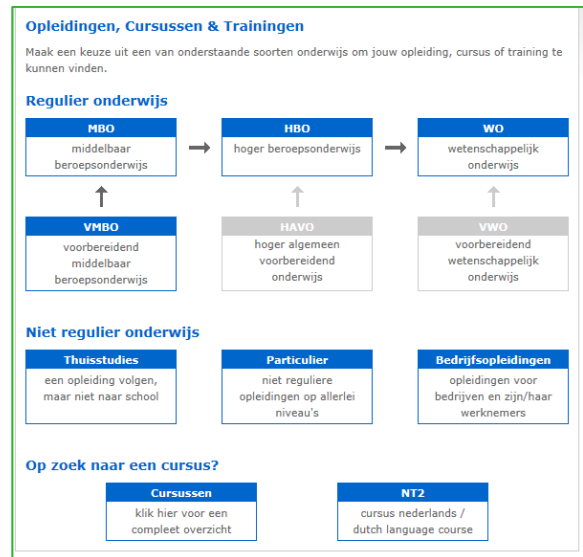 Opleidingen, Cursussen & Trainingen
Maak een keuze uit een van onderstaande soorten onderwijs om jouw opleiding, cursus of training te
kunnen vinden.
Regulier onderwijs
MBO
middelbaar
beroepsonderwijs
HBO
hoger beroepsonderwijs
WO
wetenschappelijk
onderwijs
VMBO
voorbereidend
middelbaar
beroepsonderwijs
HAVO
hoger algemeen
voorbereidend
onderwijs
VWO
voorbereidend
wetenschappelijk
onderwijs
Niet regulier onderwijs
Thuisstudies
een opleiding volgen,
maar niet naar school
Particulier
niet reguliere
opleidingen op allerlei
niveau's
Bedrijfsopleidingen
opleidingen voor
bedrijven en zijn/haar
werknemers
Op zoek naar een cursus?
Cursussen
klik hier voor een
compleet overzicht
NT2
cursus nederlands /
dutch language course